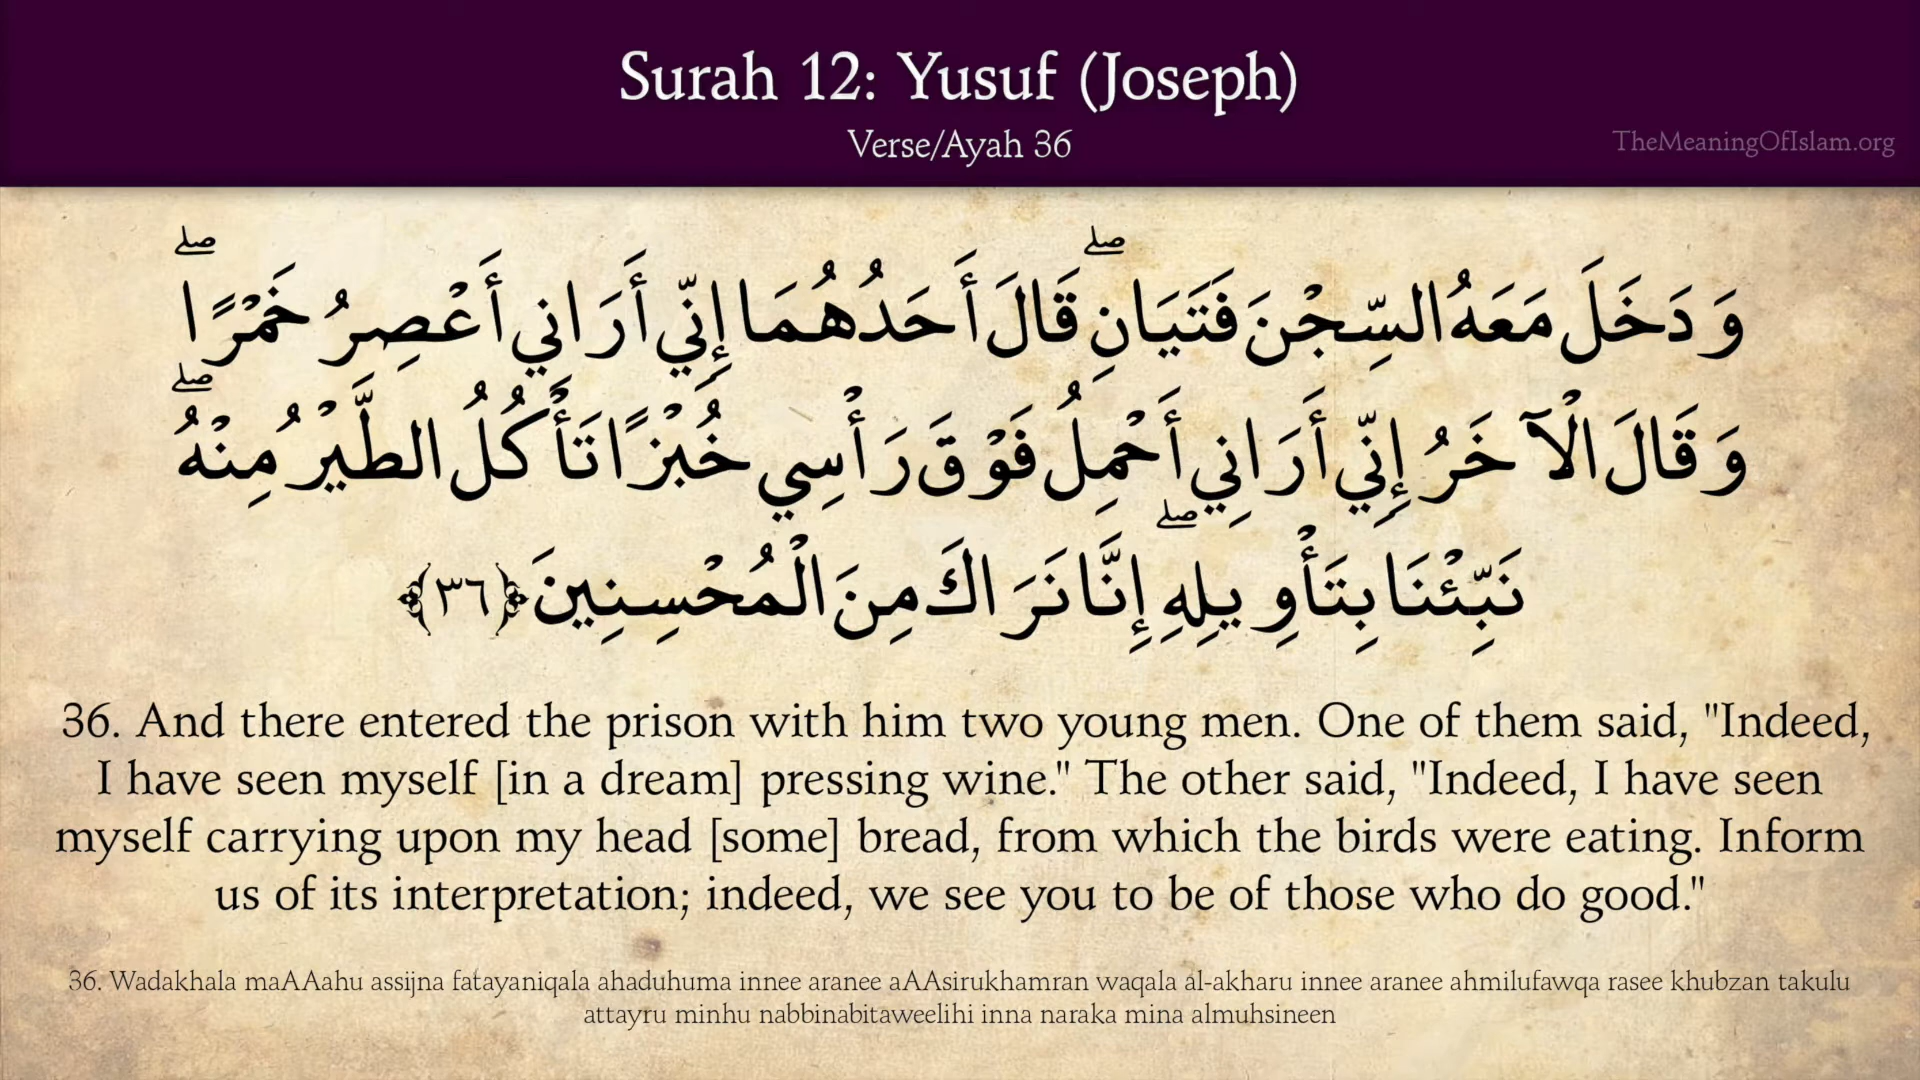 Surah 12: Yusuf (Joseph)
Verse/Ayah 36
TheMeaningOfIslam.org
وَدَخَلَ مَعَهُ السِّجْنَ فَتَيَانِ ۖ قَالَ أَحَدُهُمَا إِنِّي أَرَانِي أَعْصِرُ خَمْرًا ۖ
وَقَالَ الْآخَرُ إِنِّي أَرَانِي أَحْمِلُ فَوْقَ رَأْسِي خُبْزًا تَأْكُلُ الطَّيْرُ مِنْهُ ۖ
نَبِّئْنَا بِتَأْوِيلِهِ ۖ إِنَّا نَرَاكَ مِنَ الْمُحْسِنِينَ ﴿٣٦﴾
36. And there entered the prison with him two young men. One of them said, "Indeed,
I have seen myself [in a dream] pressing wine." The other said, "Indeed, I have seen
myself carrying upon my head [some] bread, from which the birds were eating. Inform
us of its interpretation; indeed, we see you to be of those who do good."
36. Wadakhala maAAahu assijna fatayaniqala ahaduhuma innee aranee aAAsirukhamran waqala al-akharu innee aranee ahmilufawqa rasee khubzan takulu
attayru minhu nabbinabitaweelihi inna naraka mina almuhsineen